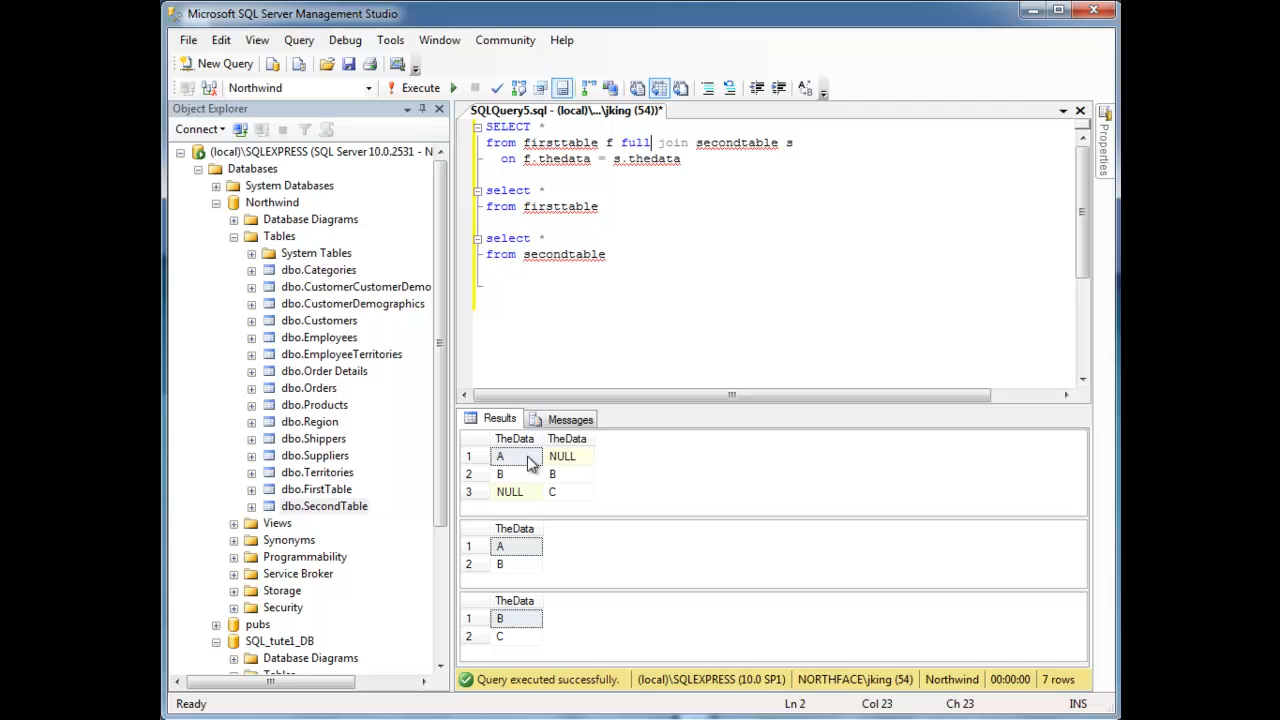 Microsoft SQL Server Management Studio
File Edit View Query Debug Tools Window Community Help
New Query
Northwind Execute
Object Explorer
SQLQuery5.sql - (local)\...\jking (54))*
Properties
Connect
(local)\SQLEXPRESS (SQL Server 10.0.2531 - N
Databases
System Databases
Northwind
Database Diagrams
Tables
System Tables
dbo.Categories
dbo.CustomerCustomerDemo
dbo.CustomerDemographics
dbo.Customers
dbo.Employees
dbo.EmployeeTerritories
dbo.Order Details
dbo.Orders
dbo.Products
dbo.Region
dbo.Shippers
dbo.Suppliers
dbo.Territories
dbo.FirstTable
dbo.SecondTable
Views
Synonyms
Programmability
Service Broker
Storage
Security
pubs
SQL_tute1_DB
Database Diagrams
SELECT *
from firsttable f full join secondtable s
on f.thedata = s.thedata
select *
from firsttable
select *
from secondtable
Results Messages
TheData TheData
1 A NULL
2 B B
3 NULL C
TheData
1 A
2 B
TheData
1 B
2 C
Query executed successfully. (local)\SQLEXPRESS (10.0 SP1) NORTHFACE\jking (54) Northwind 00:00:00 7 rows
Ready Ln 2 Col 23 Ch 23 INS